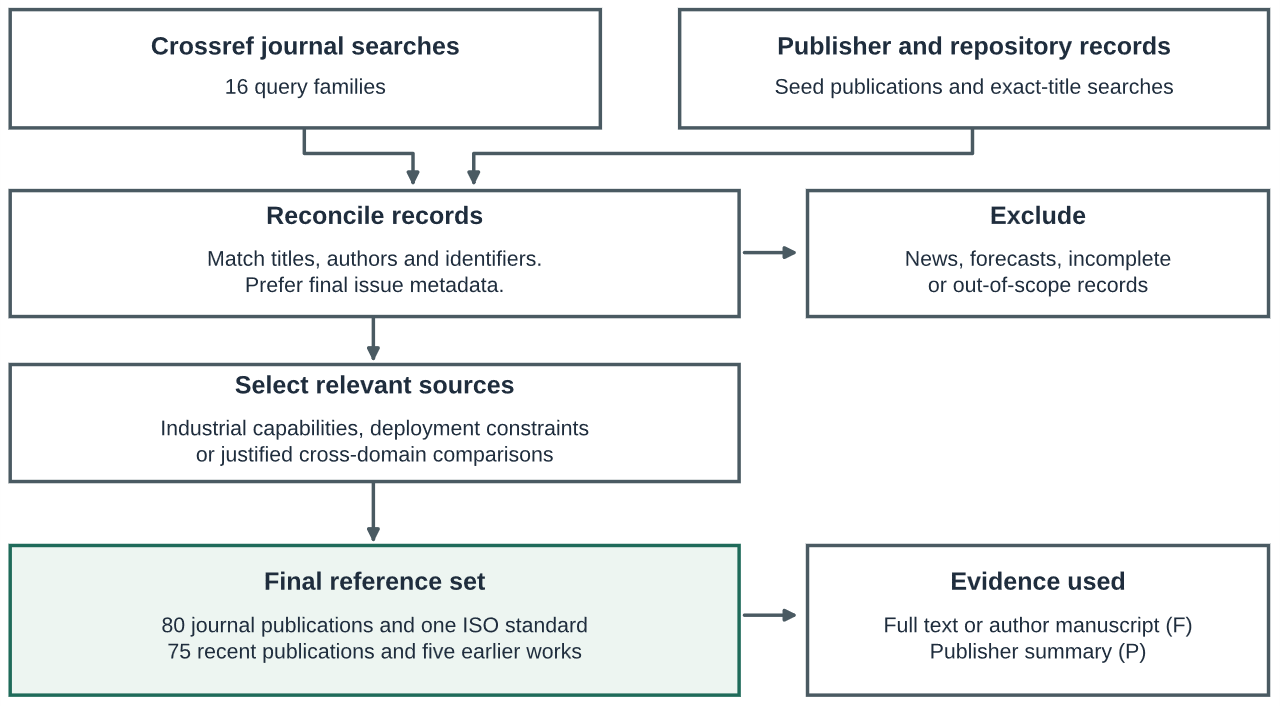 Crossref journal searches
16 query families
Publisher and repository records
Seed publications and exact-title searches
Reconcile records
Match titles, authors and identifiers.
Prefer final issue metadata.
Exclude
News, forecasts, incomplete
or out-of-scope records
Select relevant sources
Industrial capabilities, deployment constraints
or justified cross-domain comparisons
Final reference set
80 journal publications and one ISO standard
75 recent publications and five earlier works
Evidence used
Full text or author manuscript (F)
Publisher summary (P)